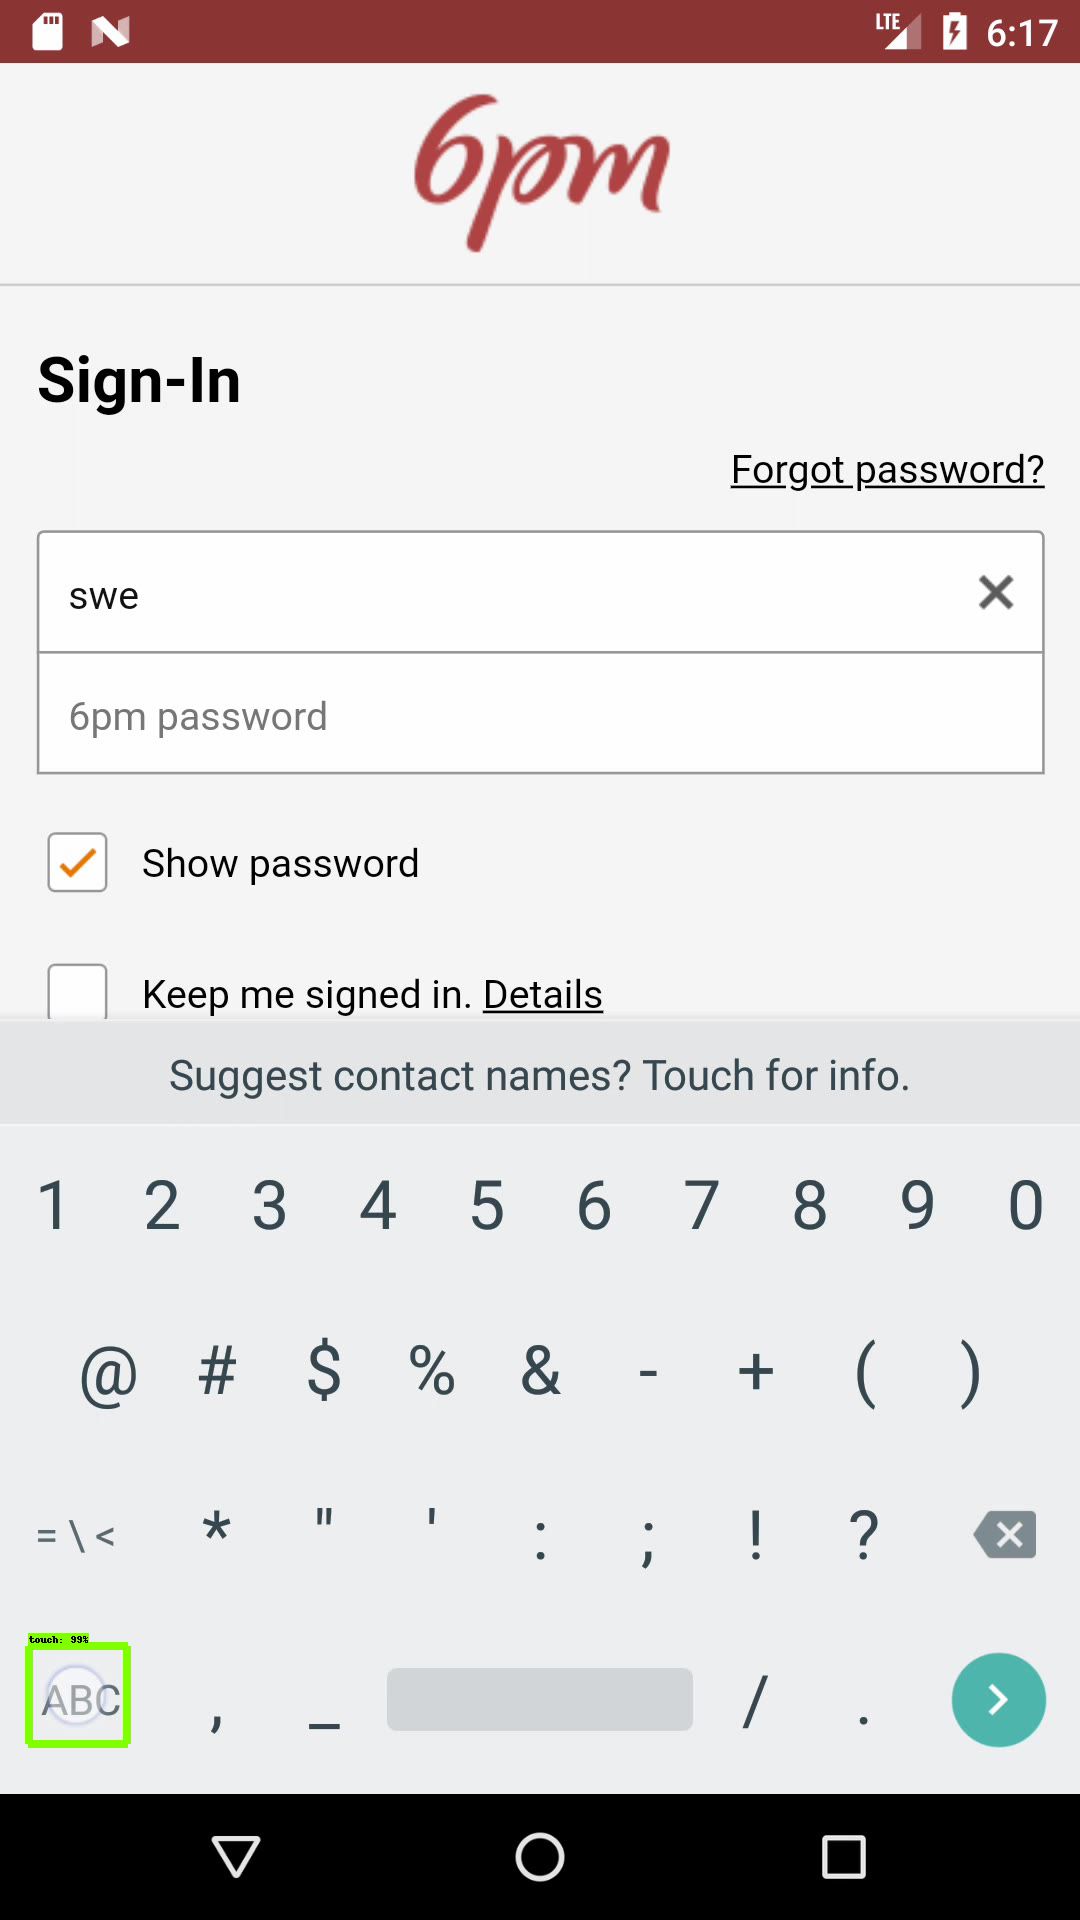 LTE 6:17
6pm
Sign-In
Forgot password?
swe
6pm password
Show password
Keep me signed in. Details
Suggest contact names? Touch for info.
1 2 3 4 5 6 7 8 9 0
@ # $ % & - + ( )
= \ < * " ' : ; ! ?
touch: 99%
ABC , _ / .